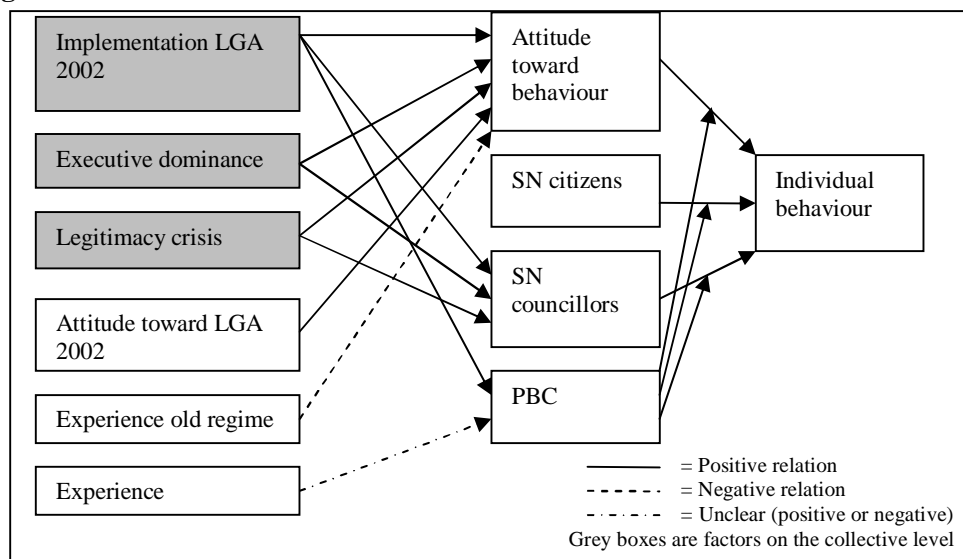 Implementation LGA
2002
Executive dominance
Legitimacy crisis
Attitude toward LGA
2002
Experience old regime
Experience
Attitude
toward
behaviour
SN citizens
SN
councillors
PBC
Individual
behaviour
= Positive relation
= Negative relation
= Unclear (positive or negative)
Grey boxes are factors on the collective level